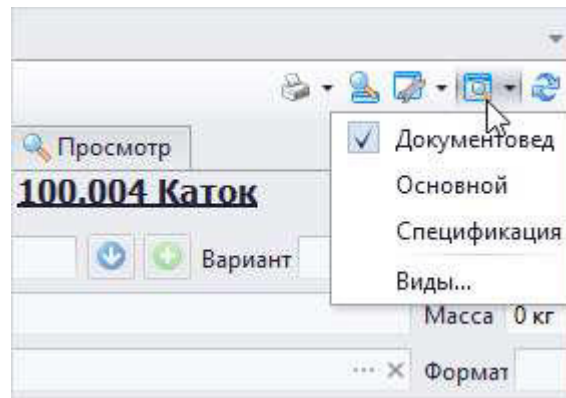 Просмотр
Документовед
100.004 Каток
Основной
Спецификация
Вариант
Виды...
Масса 0 кг
Формат